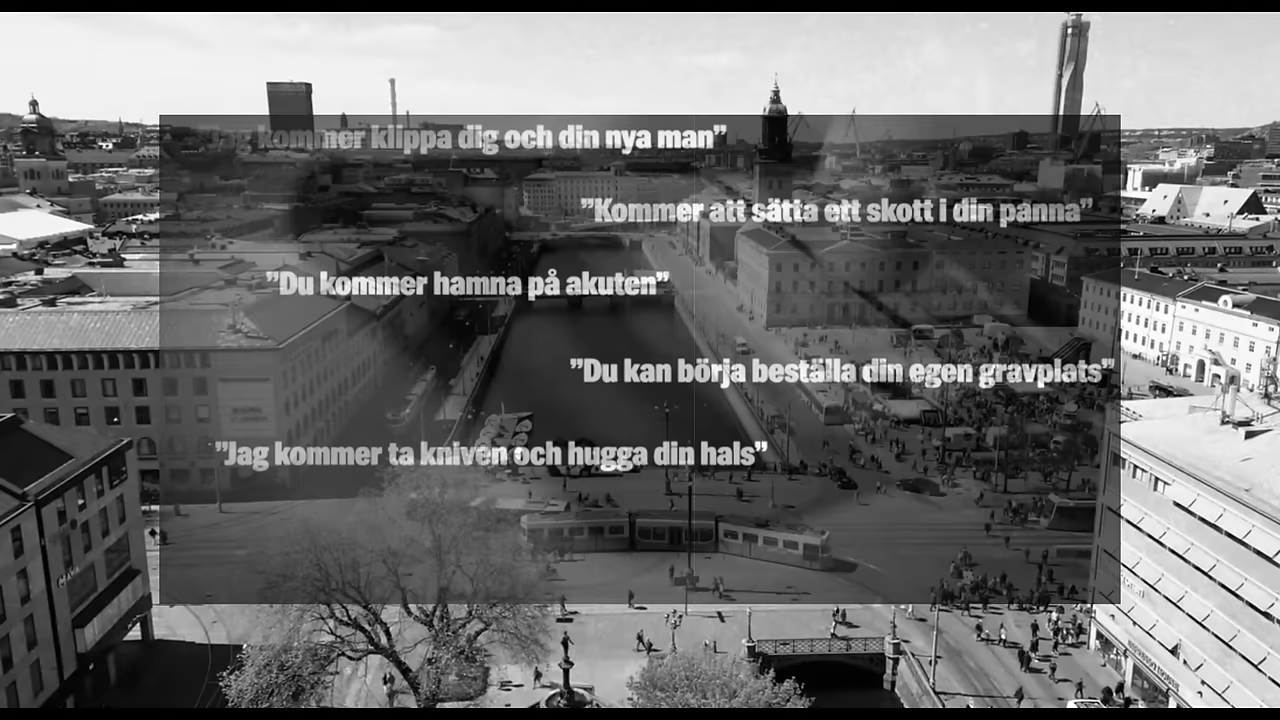 kommer klippa dig och din nya man”
”Kommer att sätta ett skott i din panna”
”Du kommer hamna på akuten”
”Du kan börja beställa din egen gravplats”
”Jag kommer ta kniven och hugga din hals”